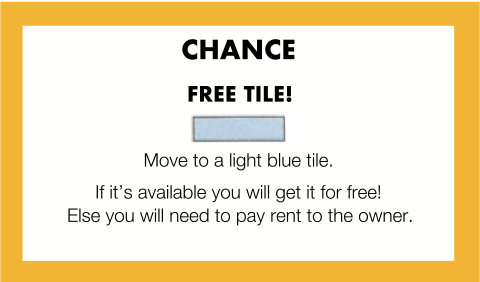 CHANCE
FREE TILE!
Move to a light blue tile.
If it's available you will get it for free!
Else you will need to pay rent to the owner.